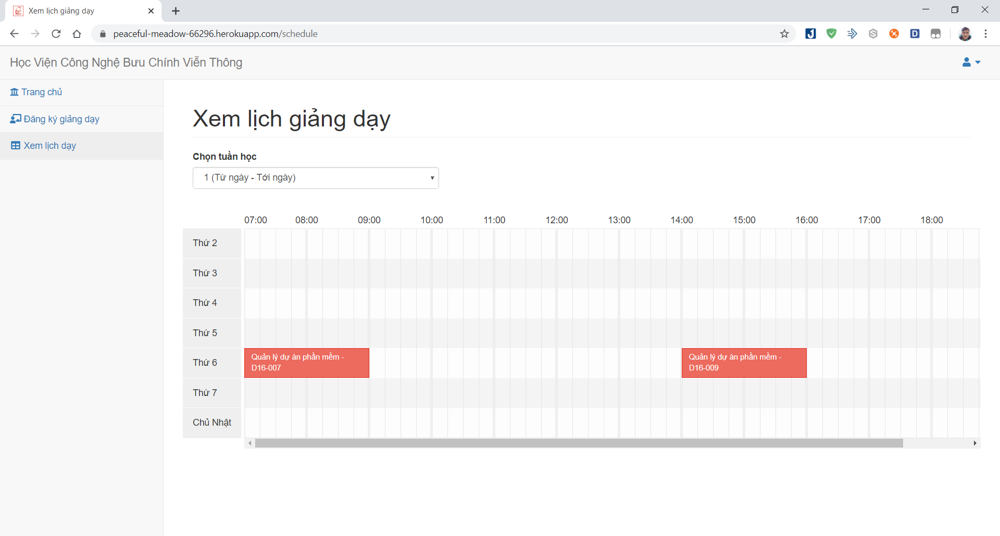 Xem lịch giảng dạy
peaceful-meadow-66296.herokuapp.com/schedule
Học Viện Công Nghệ Bưu Chính Viễn Thông
Trang chủ
Đăng ký giảng dạy
Xem lịch dạy
Xem lịch giảng dạy
Chọn tuần học
1 (Từ ngày - Tới ngày)
07:00 08:00 09:00 10:00 11:00 12:00 13:00 14:00 15:00 16:00 17:00 18:00
Thứ 2
Thứ 3
Thứ 4
Thứ 5
Thứ 6
Quản lý dự án phần mềm -
D16-007
Quản lý dự án phần mềm -
D16-009
Thứ 7
Chủ Nhật